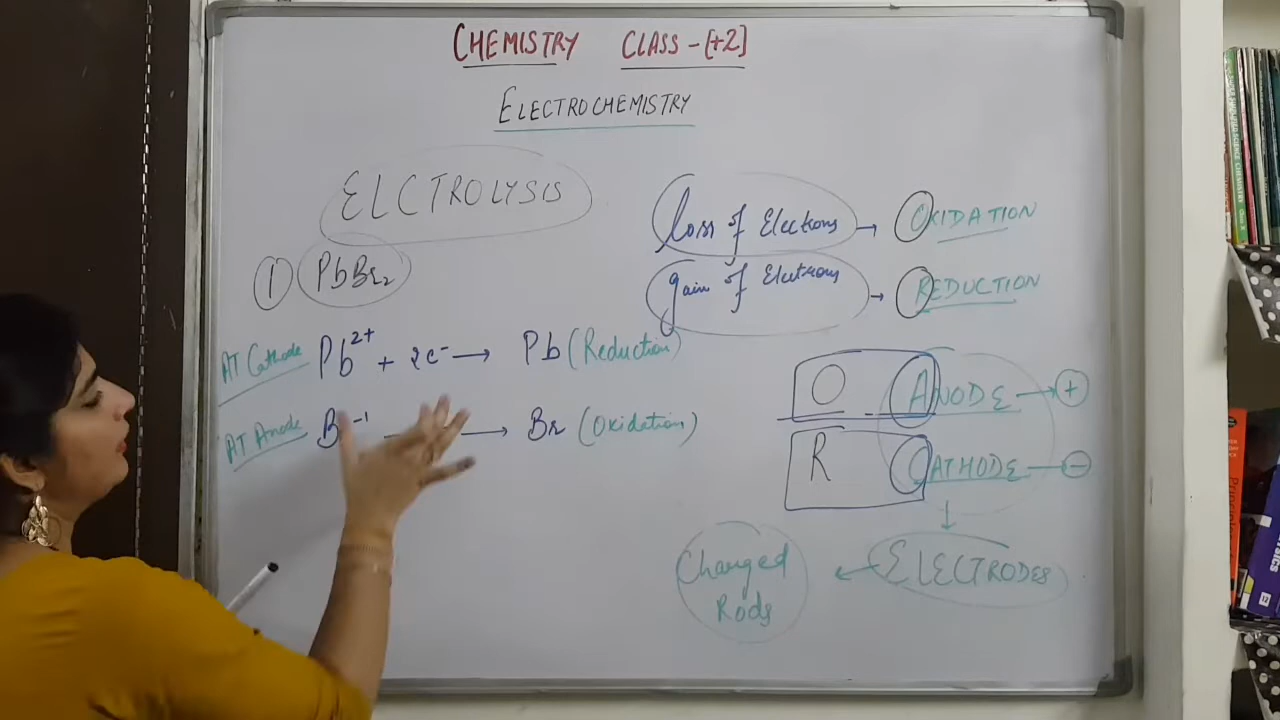 CHEMISTRY CLASS-[+2]
ELECTROCHEMISTRY
ELCTROLYSIS
① PbBr₂
AT Cathode Pb²⁺ + 2e⁻ → Pb (Reduction)
AT Anode B ⁻¹ → Br (Oxidation)
loss of Electrons → OXIDATION
gain of Electrons → REDUCTION
O ANODE → +
R CATHODE → −
↓
ELECTRODES
← Charged
Rods